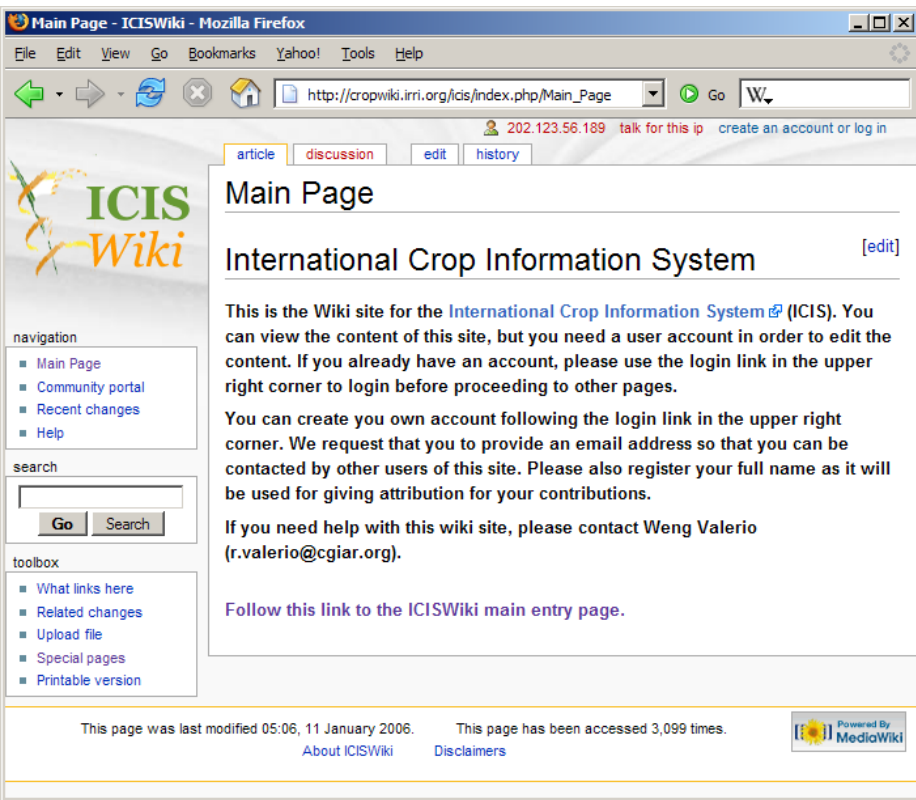 Main Page - ICISWiki - Mozilla Firefox
File Edit View Go Bookmarks Yahoo! Tools Help
http://cropwiki.irri.org/icis/index.php/Main_Page Go W
202.123.56.189 talk for this ip create an account or log in
article discussion edit history
ICIS
Wiki
Main Page
International Crop Information System [edit]
This is the Wiki site for the International Crop Information System (ICIS). You
can view the content of this site, but you need a user account in order to edit the
content. If you already have an account, please use the login link in the upper
right corner to login before proceeding to other pages.
You can create you own account following the login link in the upper right
corner. We request that you to provide an email address so that you can be
contacted by other users of this site. Please also register your full name as it will
be used for giving attribution for your contributions.
If you need help with this wiki site, please contact Weng Valerio
(r.valerio@cgiar.org).
Follow this link to the ICISWiki main entry page.
navigation
Main Page
Community portal
Recent changes
Help
search
Go Search
toolbox
What links here
Related changes
Upload file
Special pages
Printable version
This page was last modified 05:06, 11 January 2006. This page has been accessed 3,099 times.
About ICISWiki Disclaimers
Powered By
MediaWiki